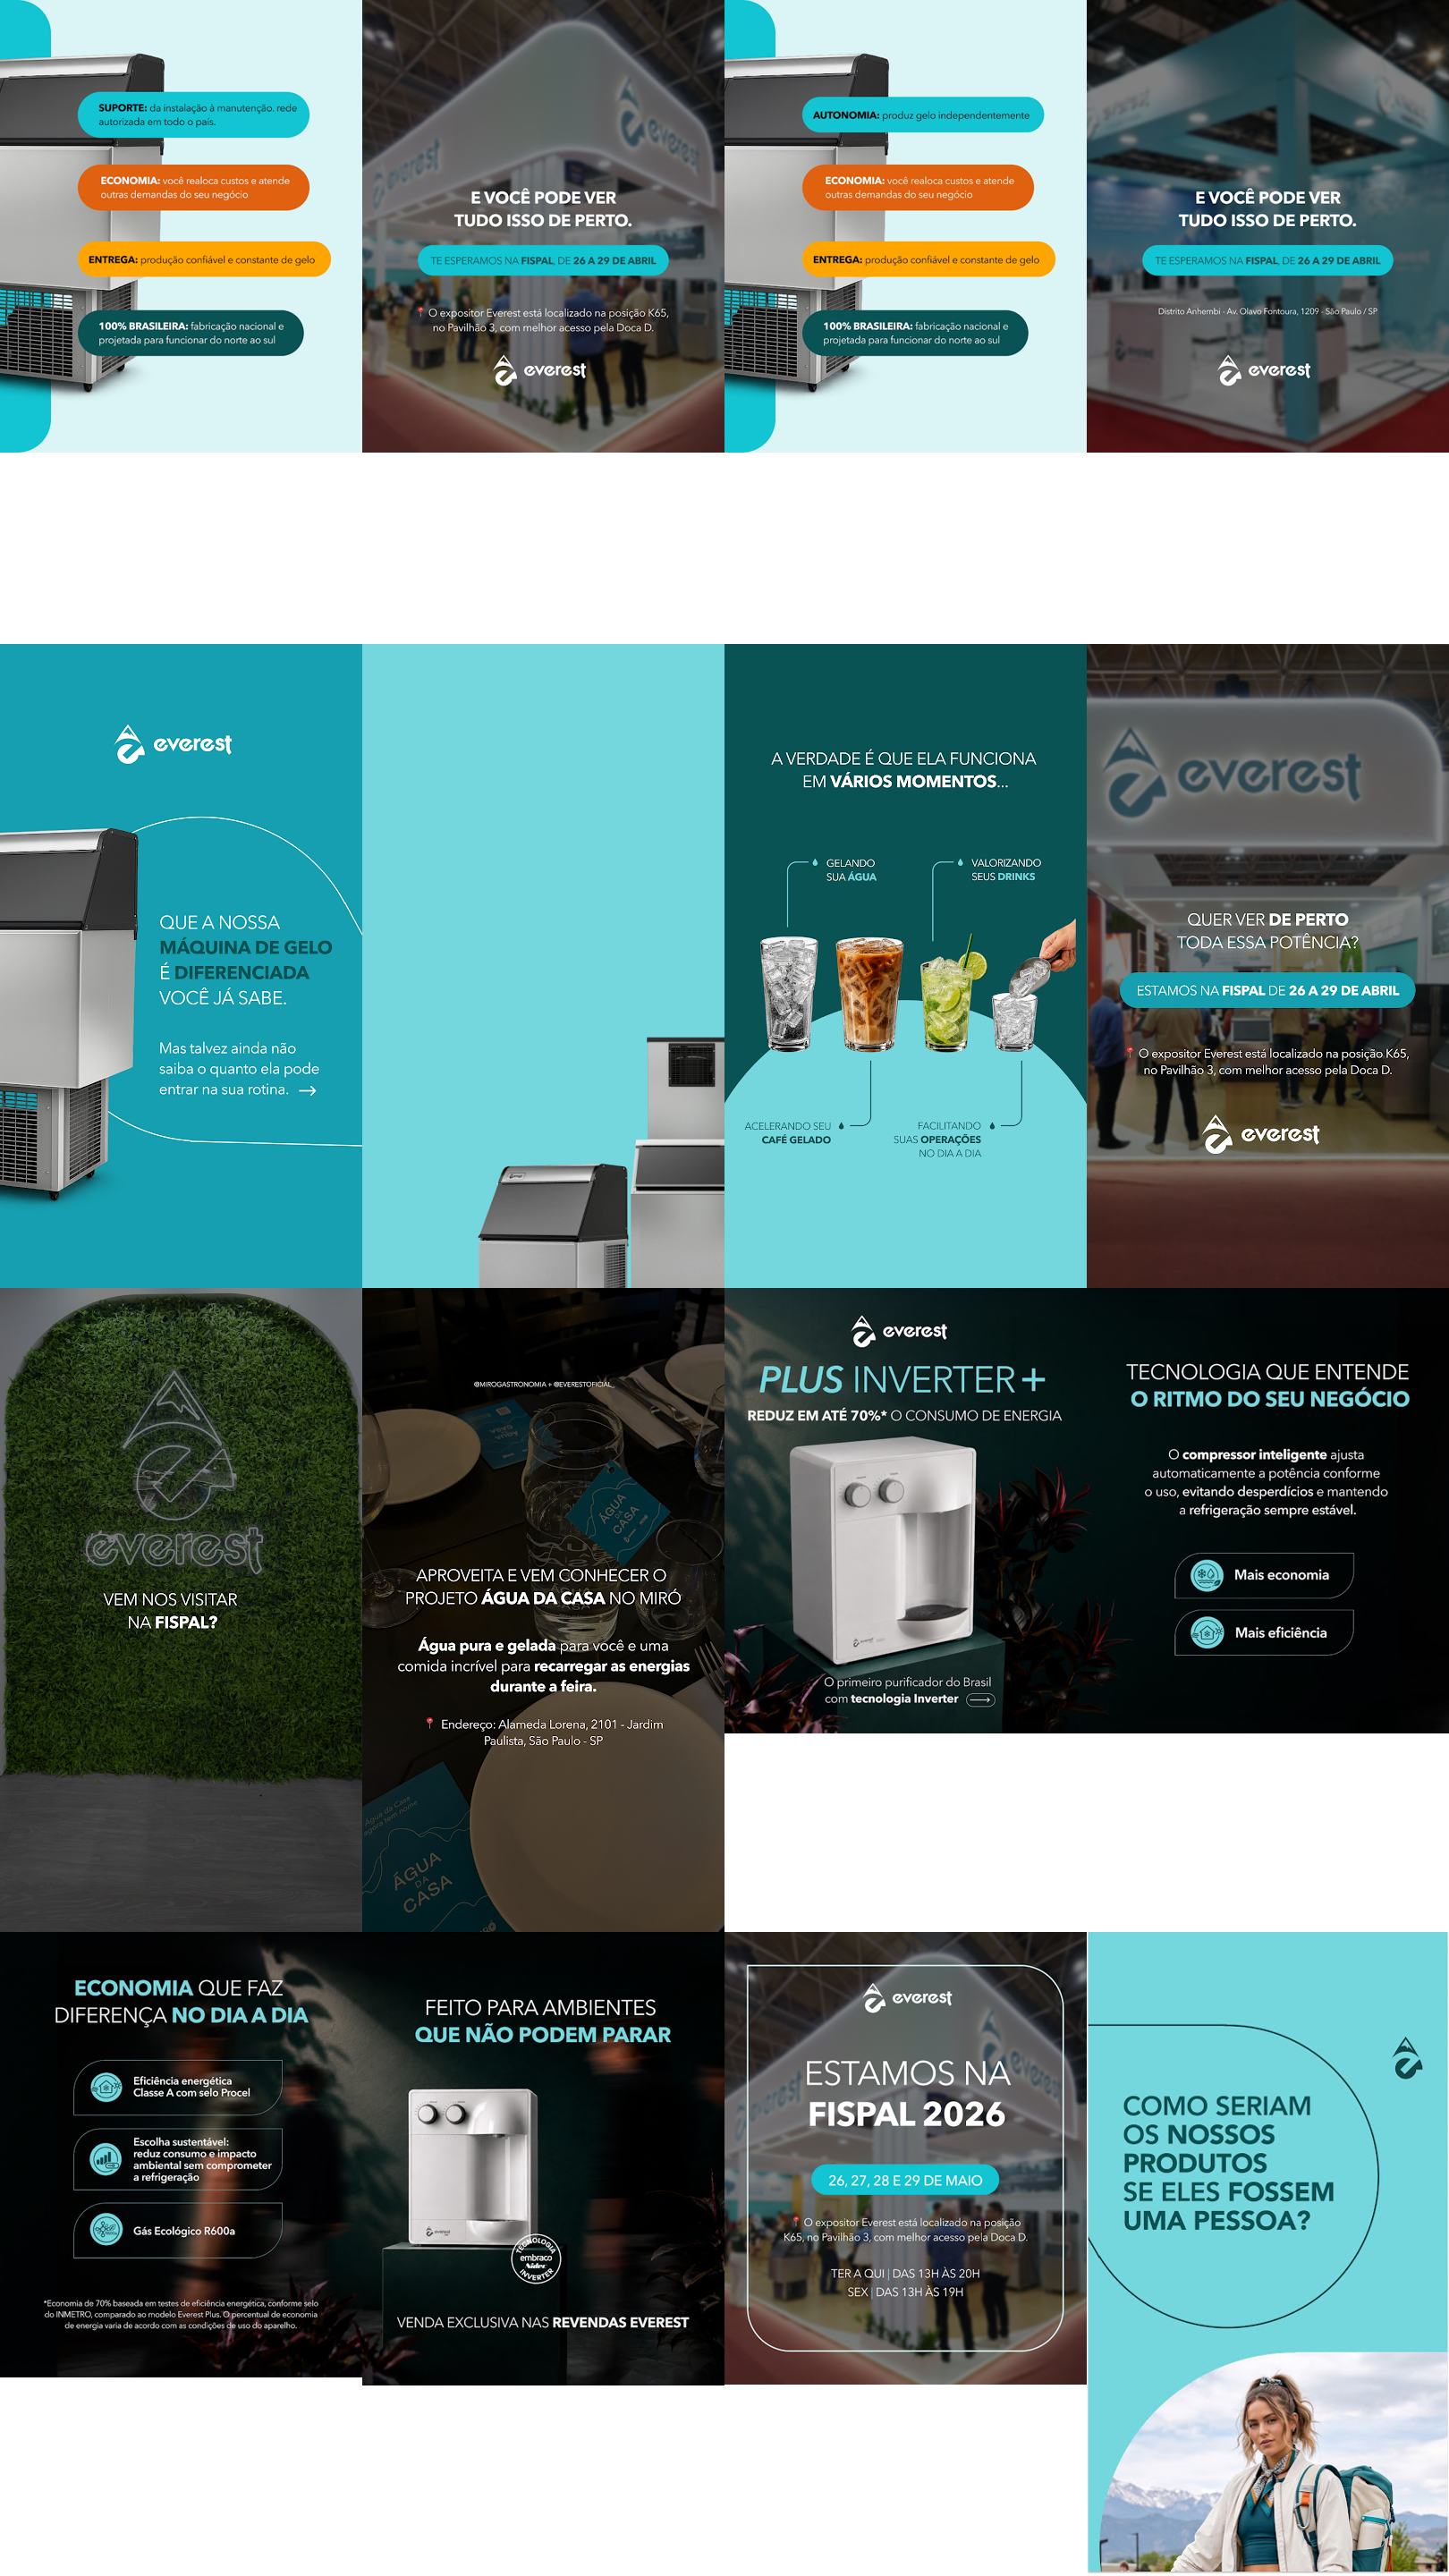 SUPORTE: da instalação à manutenção. rede
autorizada em todo o país.
ECONOMIA: você realoca custos e atende
outras demandas do seu negócio
ENTREGA: produção confiável e constante de gelo
100% BRASILEIRA: fabricação nacional e
projetada para funcionar do norte ao sul
everest
everest
E VOCÊ PODE VER
TUDO ISSO DE PERTO.
TE ESPERAMOS NA FISPAL, DE 26 A 29 DE ABRIL
O expositor Everest está localizado na posição K65,
no Pavilhão 3, com melhor acesso pela Doca D.
everest
AUTONOMIA: produz gelo independentemente
ECONOMIA: você realoca custos e atende
outras demandas do seu negócio
ENTREGA: produção confiável e constante de gelo
100% BRASILEIRA: fabricação nacional e
projetada para funcionar do norte ao sul
E VOCÊ PODE VER
TUDO ISSO DE PERTO.
TE ESPERAMOS NA FISPAL, DE 26 A 29 DE ABRIL
Distrito Anhembi - Av. Olavo Fontoura, 1209 - São Paulo / SP
everest
everest
QUE A NOSSA
MÁQUINA DE GELO
É DIFERENCIADA
VOCÊ JÁ SABE.
Mas talvez ainda não
saiba o quanto ela pode
entrar na sua rotina.
A VERDADE É QUE ELA FUNCIONA
EM VÁRIOS MOMENTOS...
GELANDO
SUA ÁGUA
VALORIZANDO
SEUS DRINKS
ACELERANDO SEU
CAFÉ GELADO
FACILITANDO
SUAS OPERAÇÕES
NO DIA A DIA
everest
QUER VER DE PERTO
TODA ESSA POTÊNCIA?
ESTAMOS NA FISPAL DE 26 A 29 DE ABRIL
O expositor Everest está localizado na posição K65,
no Pavilhão 3, com melhor acesso pela Doca D.
everest
everest
VEM NOS VISITAR
NA FISPAL?
@MIROGASTRONOMIA + @EVERESTOFICIAL_
ÁGUA
DA
CASA
APROVEITA E VEM CONHECER O
PROJETO ÁGUA DA CASA NO MIRÓ
Água pura e gelada para você e uma
comida incrível para recarregar as energias
durante a feira.
Endereço: Alameda Lorena, 2101 - Jardim
Paulista, São Paulo - SP
Água da Casa
ÁGUA
DA
CASA
everest
PLUS INVERTER+
REDUZ EM ATÉ 70%* O CONSUMO DE ENERGIA
everest
O primeiro purificador do Brasil
com tecnologia Inverter
TECNOLOGIA QUE ENTENDE
O RITMO DO SEU NEGÓCIO
O compressor inteligente ajusta
automaticamente a potência conforme
o uso, evitando desperdícios e mantendo
a refrigeração sempre estável.
Mais economia
Mais eficiência
ECONOMIA QUE FAZ
DIFERENÇA NO DIA A DIA
Eficiência energética
Classe A com selo Procel
Escolha sustentável:
reduz consumo e impacto
ambiental sem comprometer
a refrigeração
Gás Ecológico R600a
*Economia de 70% baseada em testes de eficiência energética, conforme selo
do INMETRO, comparado ao modelo Everest Plus. O percentual de economia
de energia varia de acordo com as condições de uso do aparelho.
FEITO PARA AMBIENTES
QUE NÃO PODEM PARAR
everest
TECNOLOGIA
embraco
Nidec
INVERTER
VENDA EXCLUSIVA NAS REVENDAS EVEREST
everest
ESTAMOS NA
FISPAL 2026
26, 27, 28 E 29 DE MAIO
O expositor Everest está localizado na posição
K65, no Pavilhão 3, com melhor acesso pela Doca D.
TER A QUI | DAS 13H ÀS 20H
SEX | DAS 13H ÀS 19H
COMO SERIAM
OS NOSSOS
PRODUTOS
SE ELES FOSSEM
UMA PESSOA?